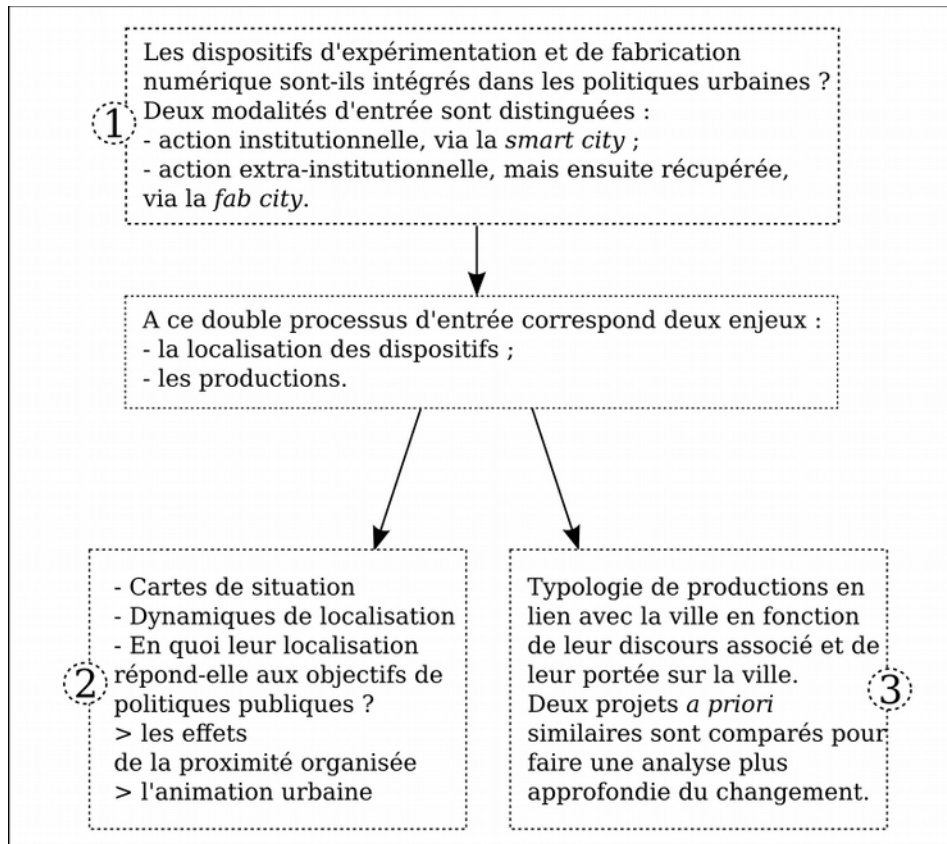 Les dispositifs d'expérimentation et de fabrication
numérique sont-ils intégrés dans les politiques urbaines ?
Deux modalités d'entrée sont distinguées :
- action institutionnelle, via la smart city ;
- action extra-institutionnelle, mais ensuite récupérée,
via la fab city.
1
A ce double processus d'entrée correspond deux enjeux :
- la localisation des dispositifs ;
- les productions.
- Cartes de situation
- Dynamiques de localisation
- En quoi leur localisation
répond-elle aux objectifs de
politiques publiques ?
> les effets
de la proximité organisée
> l'animation urbaine
2
Typologie de productions en
lien avec la ville en fonction
de leur discours associé et de
leur portée sur la ville.
Deux projets a priori
similaires sont comparés pour
faire une analyse plus
approfondie du changement.
3